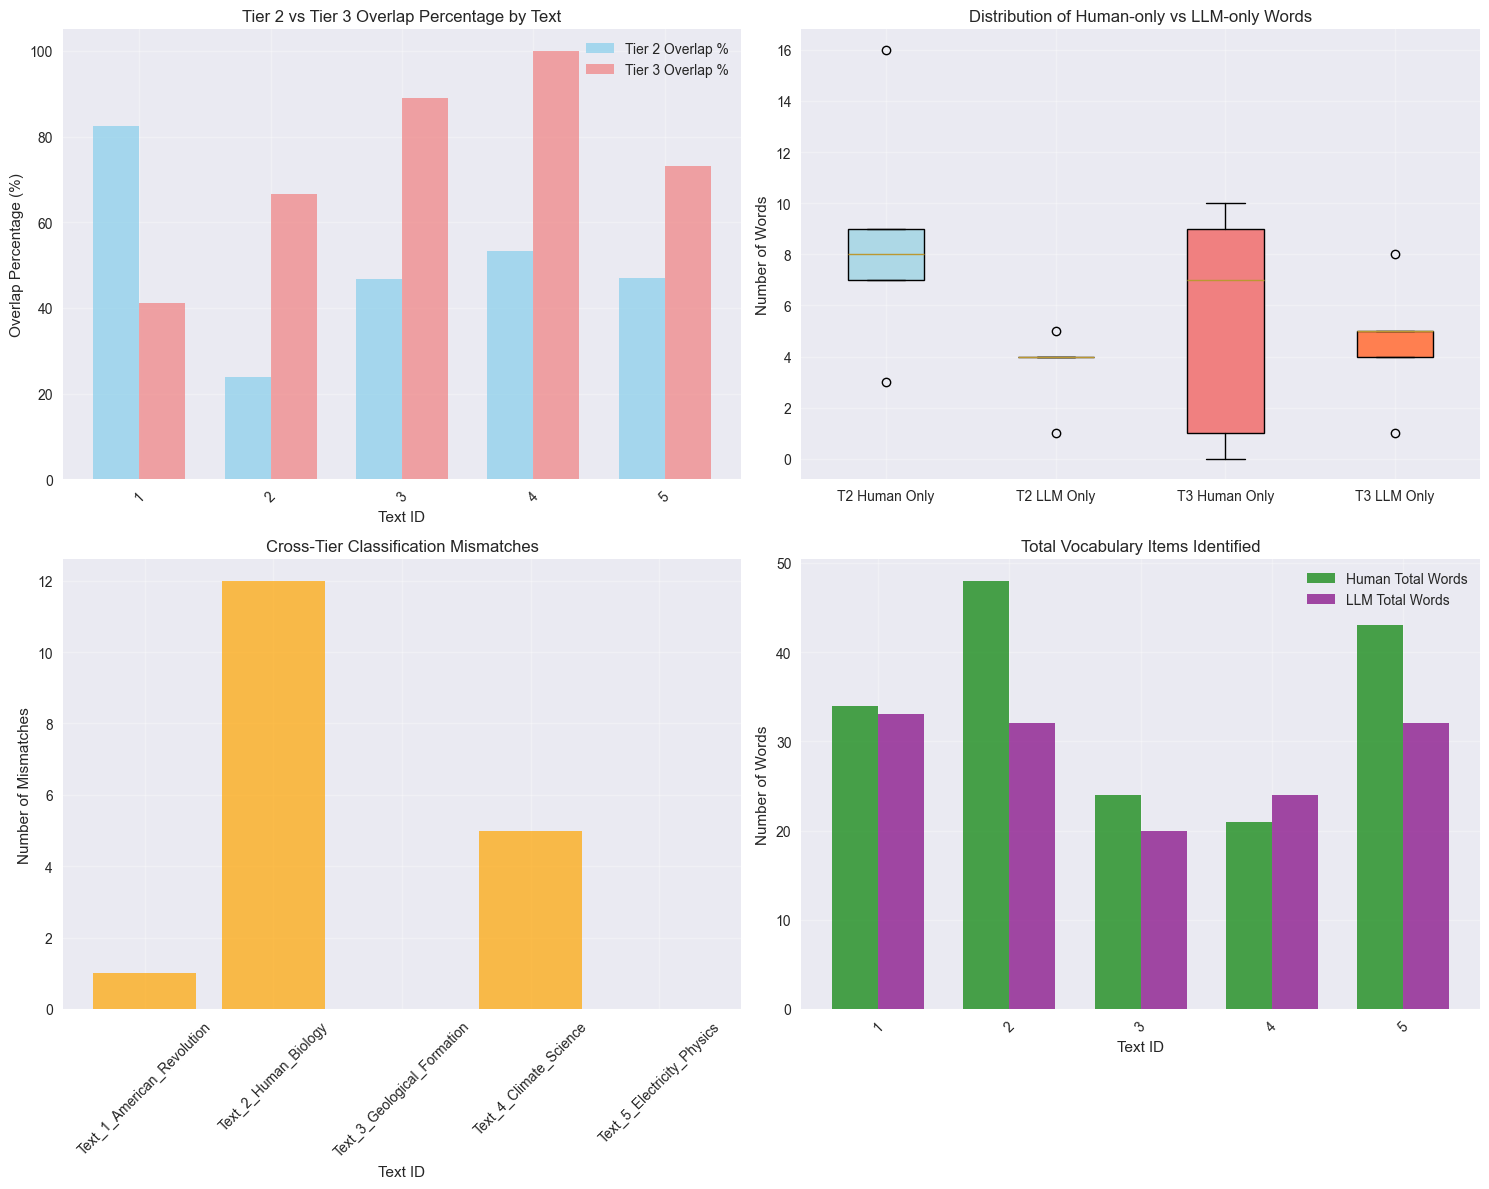 Tier 2 vs Tier 3 Overlap Percentage by Text
Tier 2 Overlap %
Tier 3 Overlap %
Overlap Percentage (%)
100
80
60
40
20
0
1 2 3 4 5
Text ID
Distribution of Human-only vs LLM-only Words
Number of Words
16
14
12
10
8
6
4
2
0
T2 Human Only T2 LLM Only T3 Human Only T3 LLM Only
Cross-Tier Classification Mismatches
Number of Mismatches
12
10
8
6
4
2
0
Text_1_American_Revolution
Text_2_Human_Biology
Text_3_Geological_Formation
Text_4_Climate_Science
Text_5_Electricity_Physics
Text ID
Total Vocabulary Items Identified
Human Total Words
LLM Total Words
Number of Words
50
40
30
20
10
0
1 2 3 4 5
Text ID